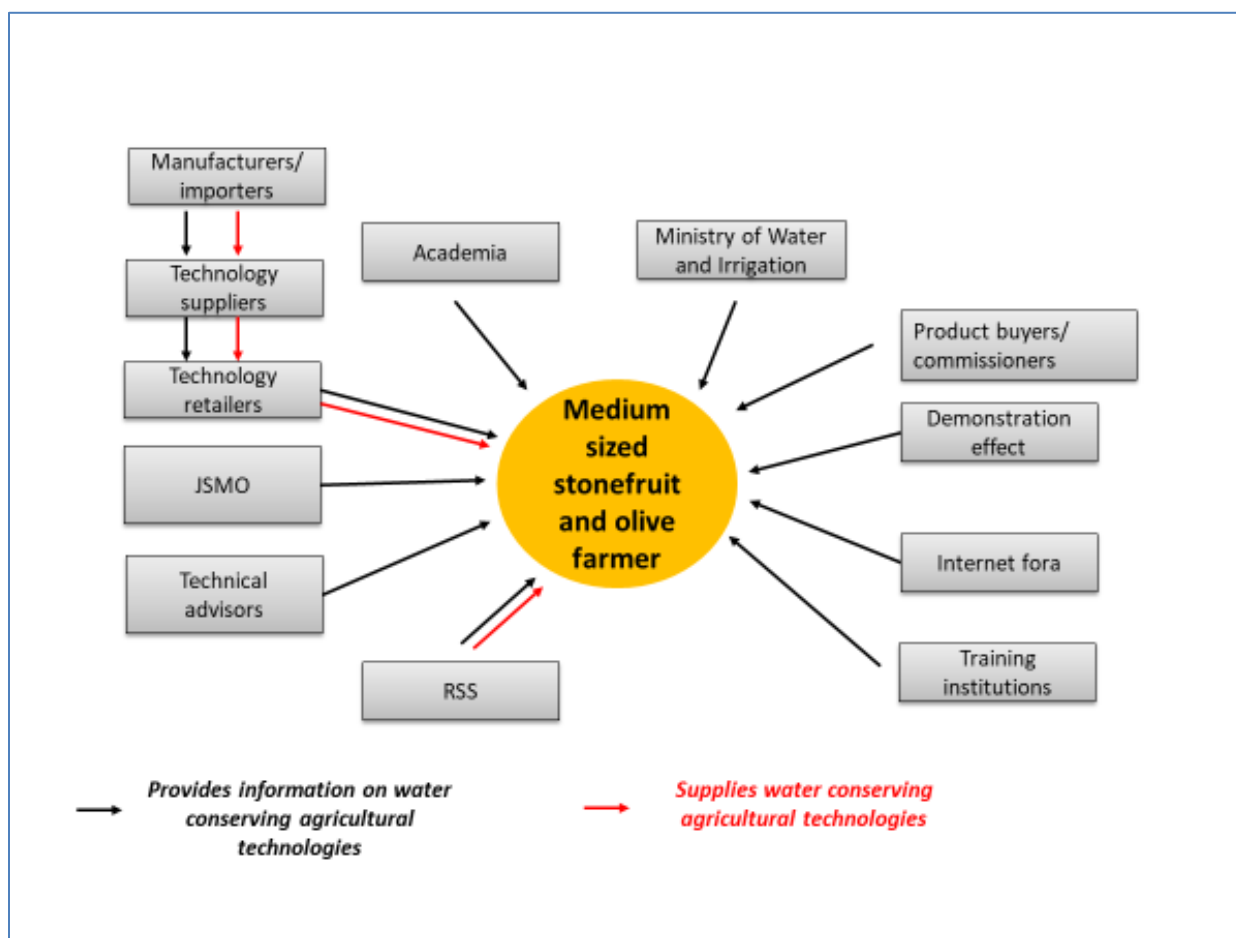 Manufacturers/
importers
Academia
Ministry of Water
and Irrigation
Technology
suppliers
Product buyers/
commissioners
Technology
retailers
Medium
sized
stonefruit
and olive
farmer
Demonstration
effect
JSMO
Internet fora
Technical
advisors
Training
institutions
RSS
Provides information on water
conserving agricultural
technologies
Supplies water conserving
agricultural technologies